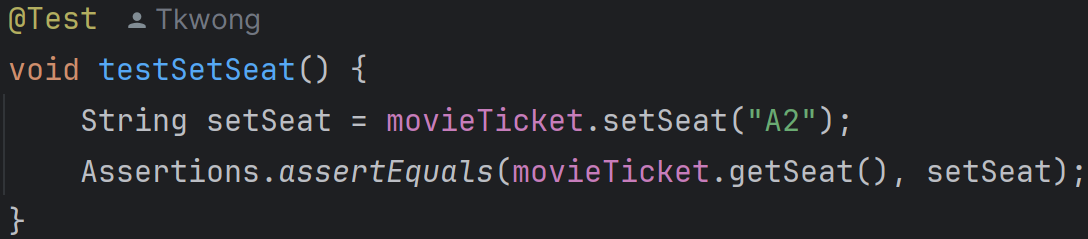 @Test Tkwong
void testSetSeat() {
String setSeat = movieTicket.setSeat("A2");
Assertions.assertEquals(movieTicket.getSeat(), setSeat);
}